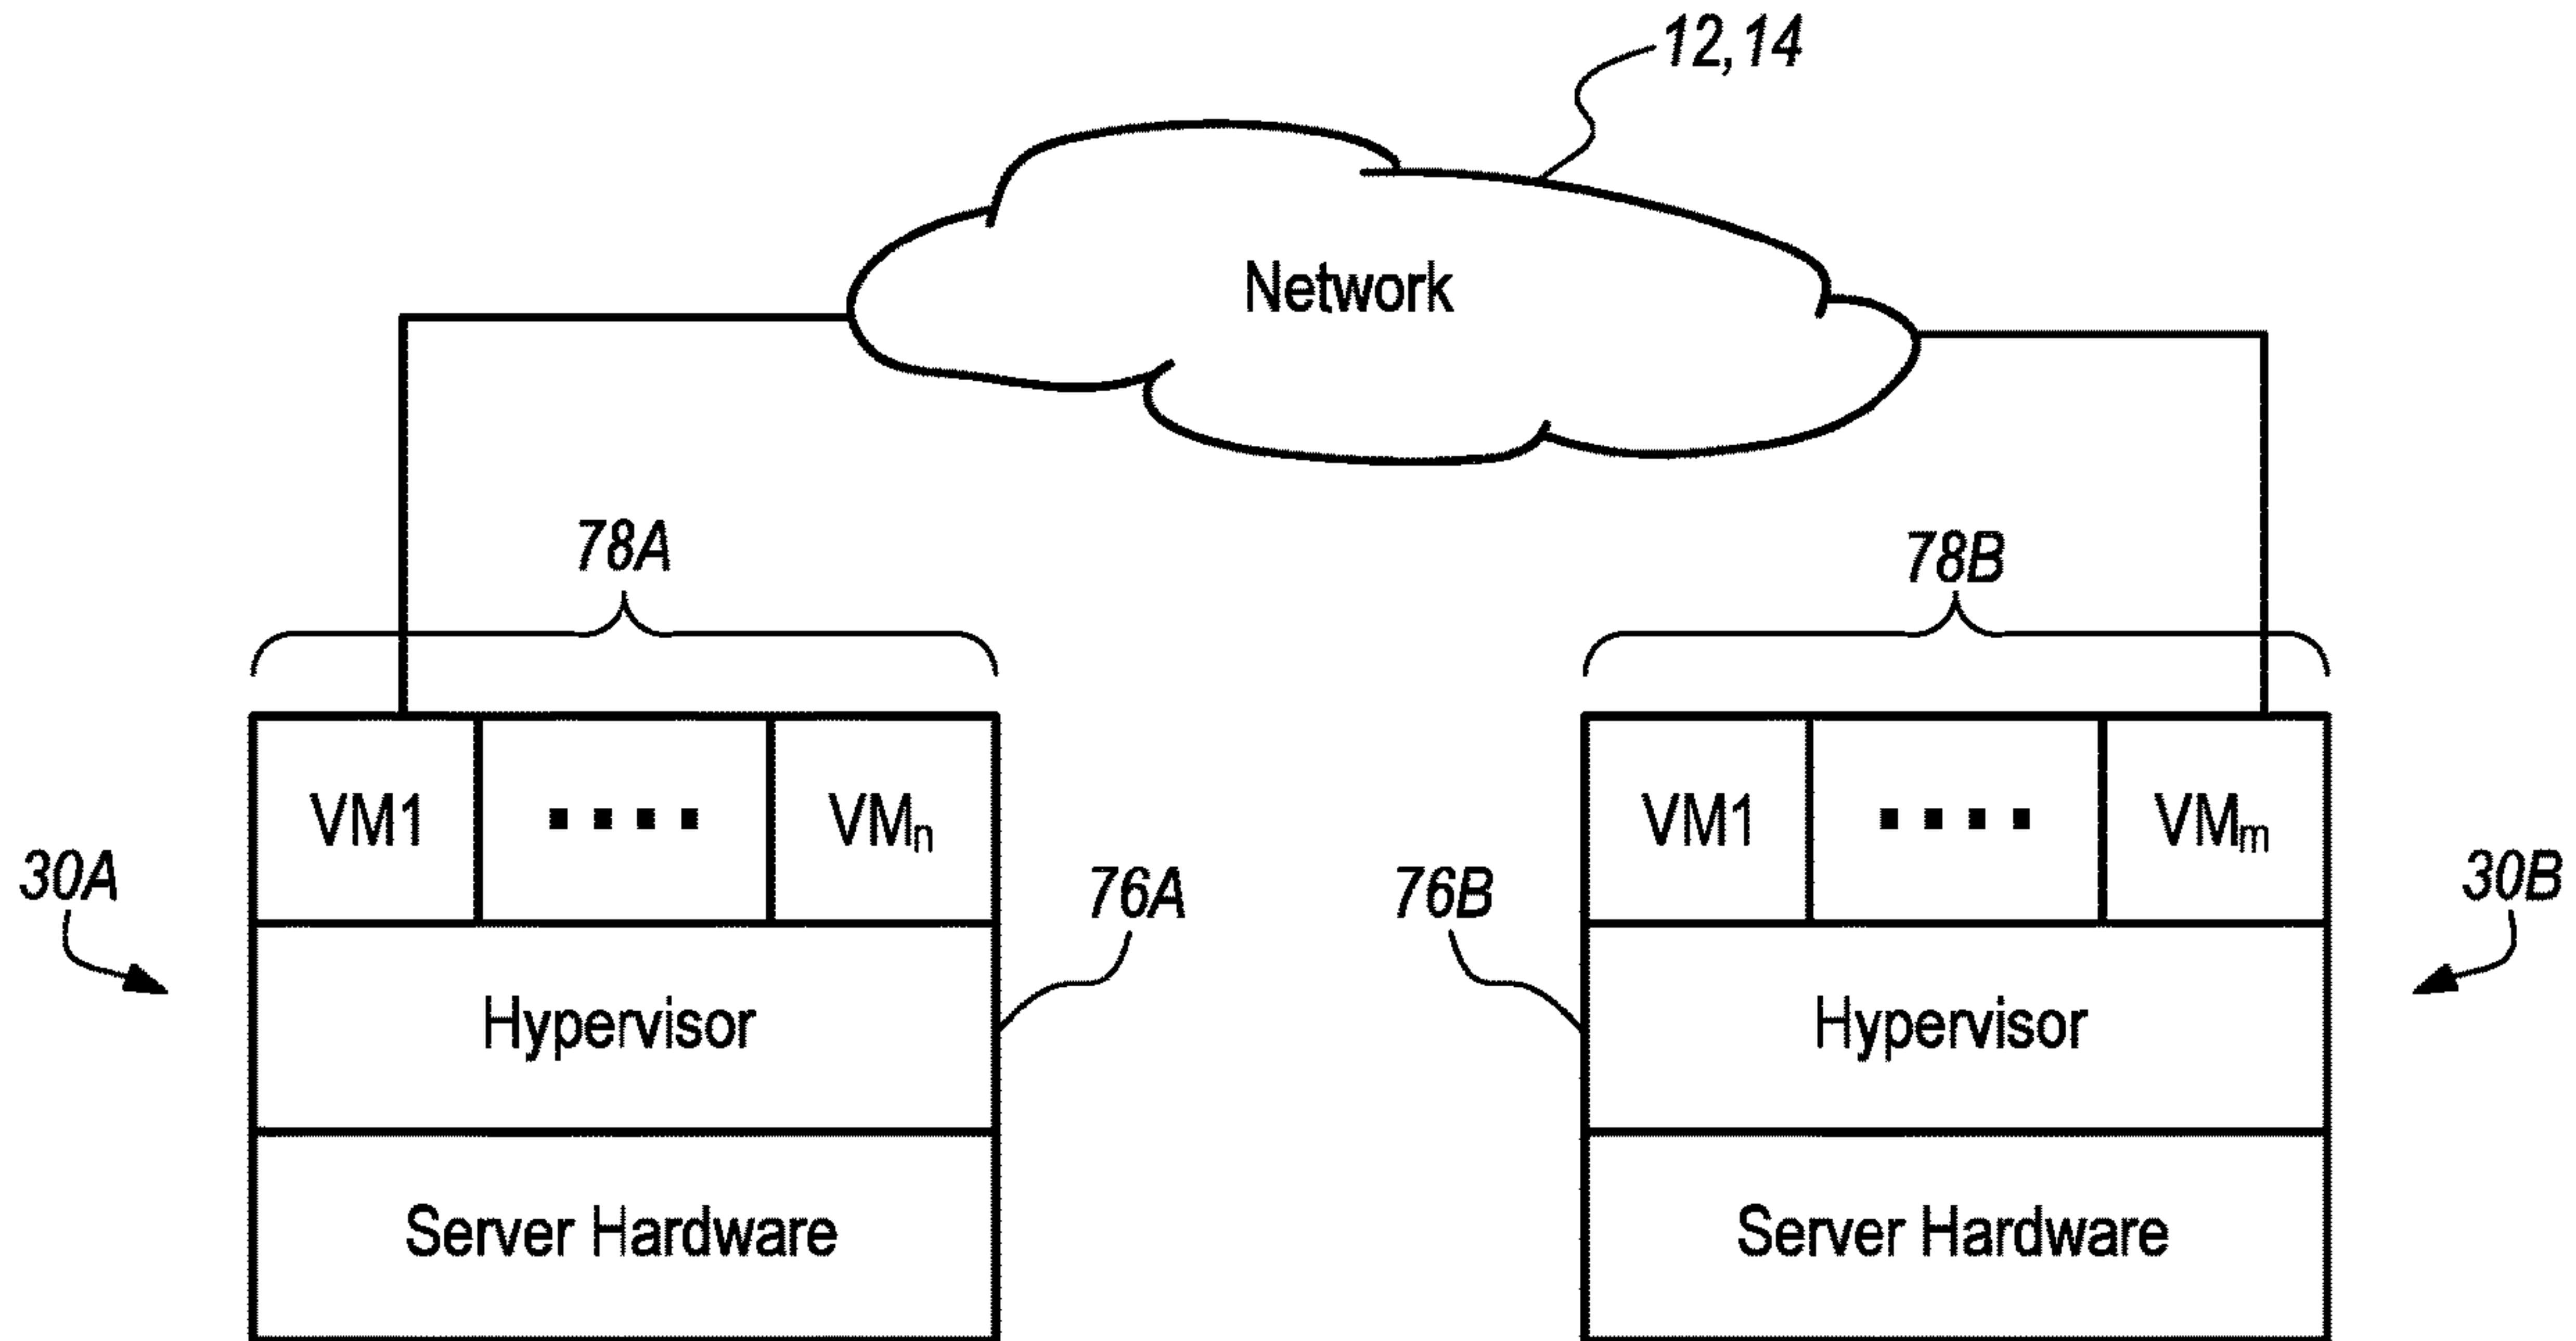 12,14
Network
78A
78B
VM1 .... VMn
VM1 .... VMm
30A
76A
76B
30B
Hypervisor
Hypervisor
Server Hardware
Server Hardware